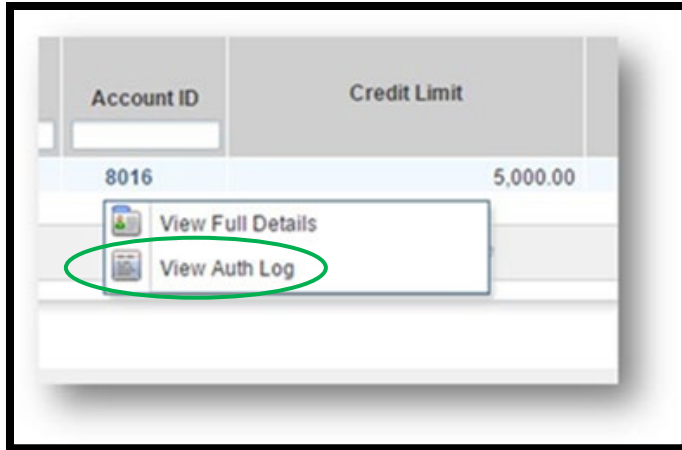 Account ID Credit Limit
8016 5,000.00
View Full Details
View Auth Log